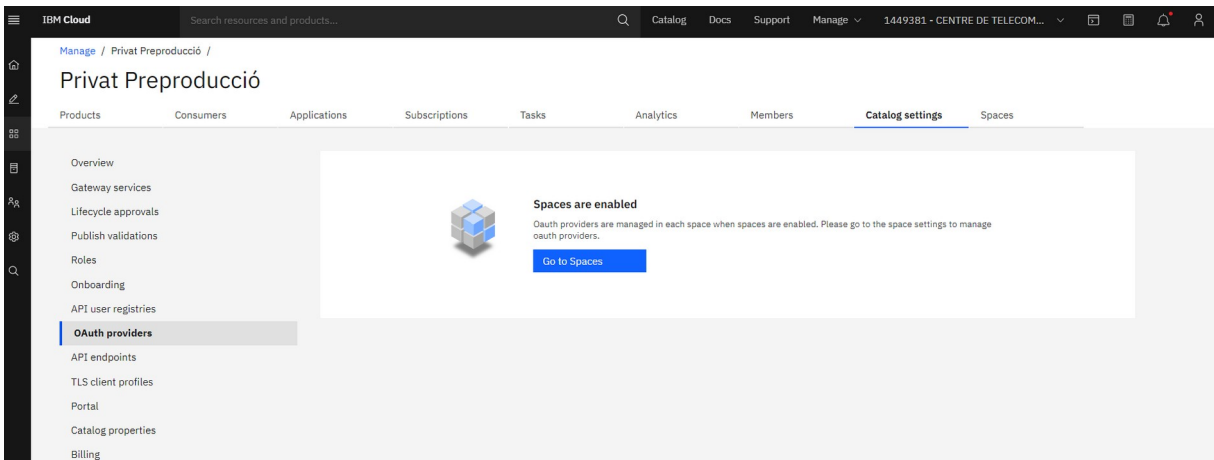 IBM Cloud
Search resources and products...
Catalog
Docs
Support
Manage
1449381 - CENTRE DE TELECOM...
Manage / Privat Preproducció /
Privat Preproducció
Products
Consumers
Applications
Subscriptions
Tasks
Analytics
Members
Catalog settings
Spaces
Overview
Gateway services
Lifecycle approvals
Publish validations
Roles
Onboarding
API user registries
OAuth providers
API endpoints
TLS client profiles
Portal
Catalog properties
Billing
Spaces are enabled
Oauth providers are managed in each space when spaces are enabled. Please go to the space settings to manage
oauth providers.
Go to Spaces